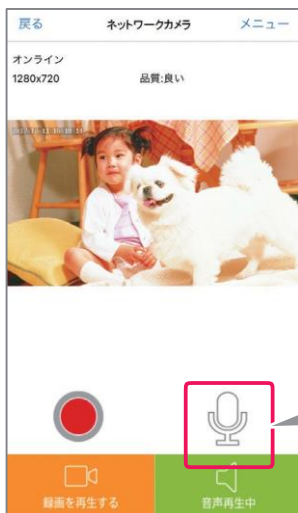 戻る ネットワークカメラ メニュー
オンライン
1280x720 品質:良い
録画を再生する 音声再生中